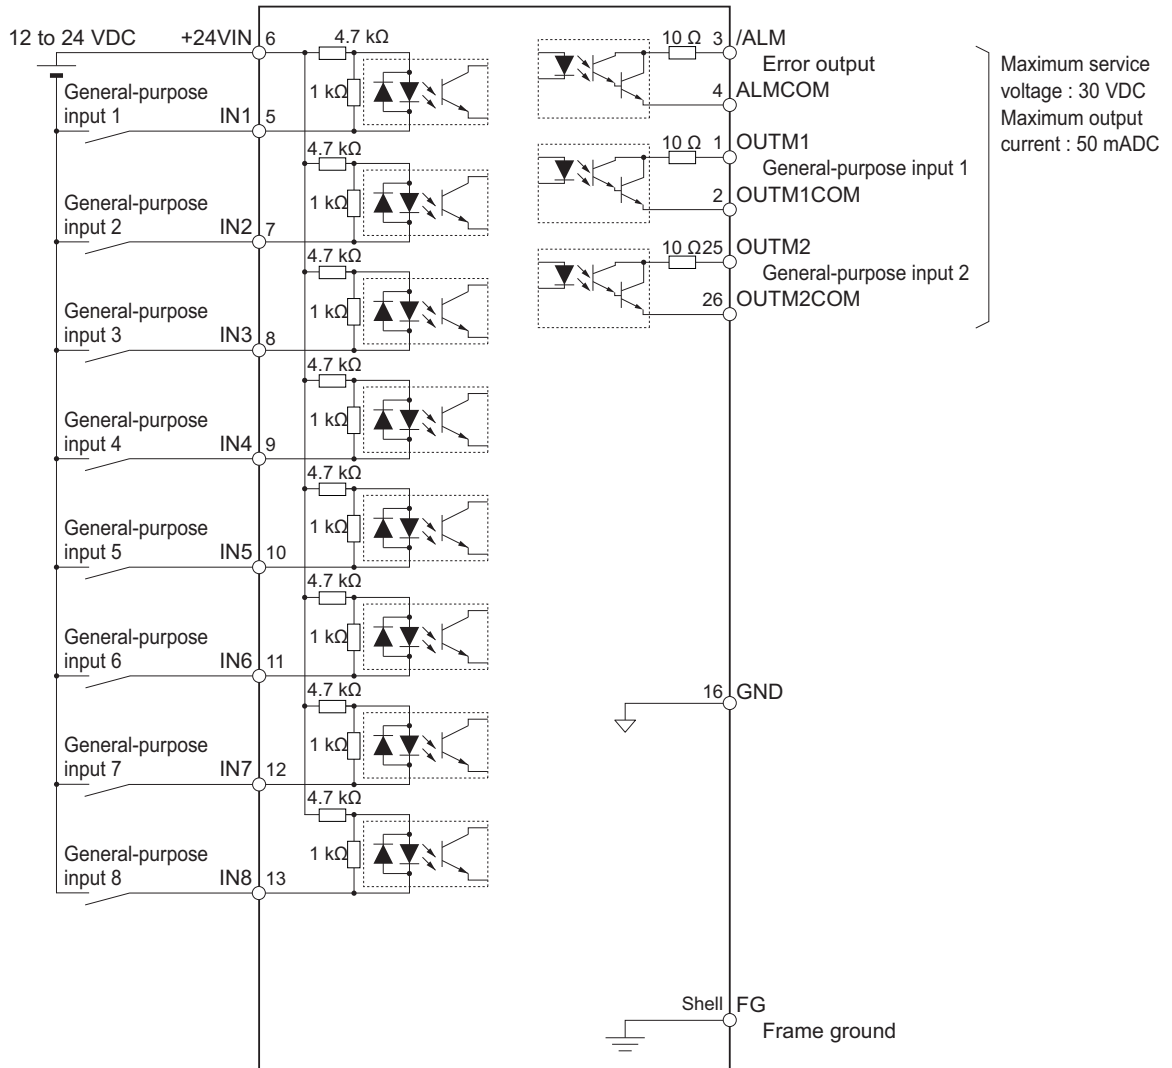 12 to 24 VDC
+24VIN
6
4.7 kΩ
1 kΩ
General-purpose
input 1
IN1
5
4.7 kΩ
1 kΩ
General-purpose
input 2
IN2
7
4.7 kΩ
1 kΩ
General-purpose
input 3
IN3
8
4.7 kΩ
1 kΩ
General-purpose
input 4
IN4
9
4.7 kΩ
1 kΩ
General-purpose
input 5
IN5
10
4.7 kΩ
1 kΩ
General-purpose
input 6
IN6
11
4.7 kΩ
1 kΩ
General-purpose
input 7
IN7
12
4.7 kΩ
1 kΩ
General-purpose
input 8
IN8
13
10 Ω
3
/ALM
Error output
4
ALMCOM
10 Ω
1
OUTM1
General-purpose input 1
2
OUTM1COM
10 Ω
25
OUTM2
General-purpose input 2
26
OUTM2COM
Maximum service
voltage : 30 VDC
Maximum output
current : 50 mADC
16
GND
Shell
FG
Frame ground